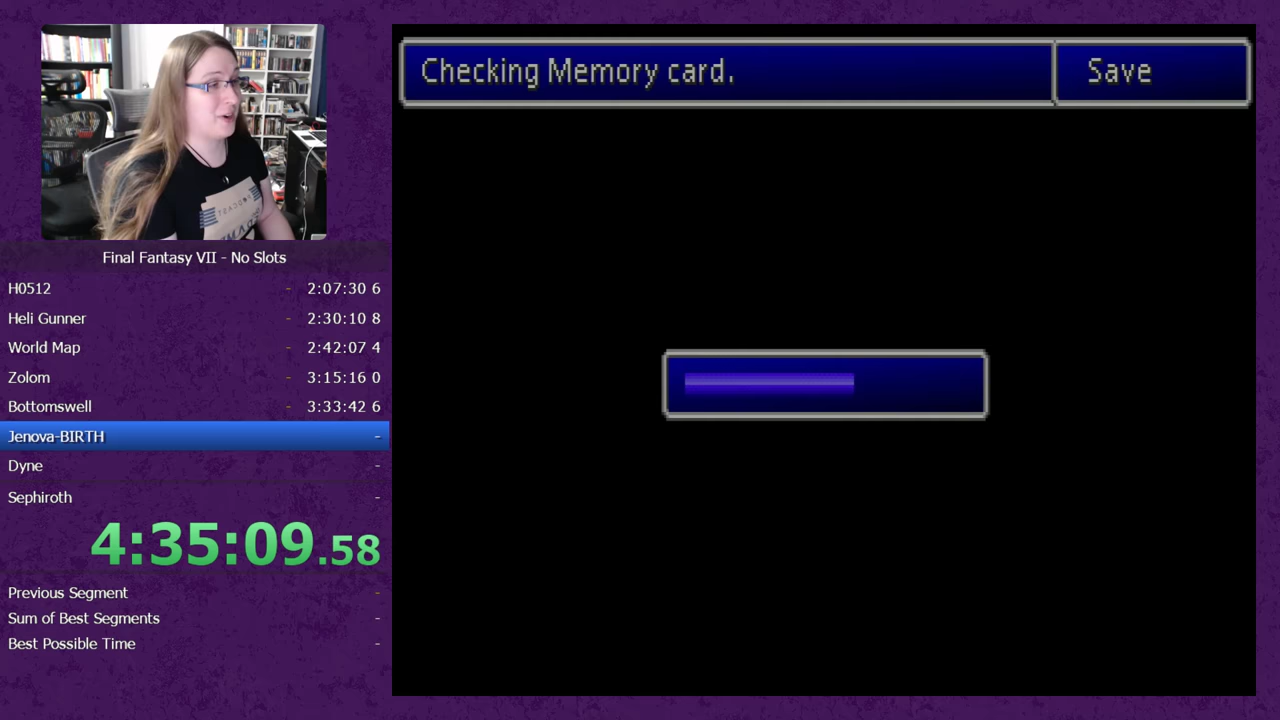 Checking Memory card.
Save
Final Fantasy VII - No Slots
H0512 - 2:07:30 6
Heli Gunner - 2:30:10 8
World Map - 2:42:07 4
Zolom - 3:15:16 0
Bottomswell - 3:33:42 6
Jenova-BIRTH -
Dyne -
Sephiroth -
4:35:09.58
Previous Segment -
Sum of Best Segments -
Best Possible Time -